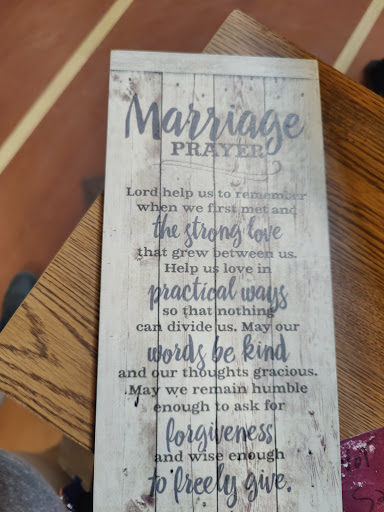 Marriage
PRAYER
Lord help us to remember
when we first met and
the strong love
that grew between us.
Help us love in
practical ways
so that nothing
can divide us. May our
words be kind
and our thoughts gracious.
May we remain humble
enough to ask for
forgiveness
and wise enough
to freely give.